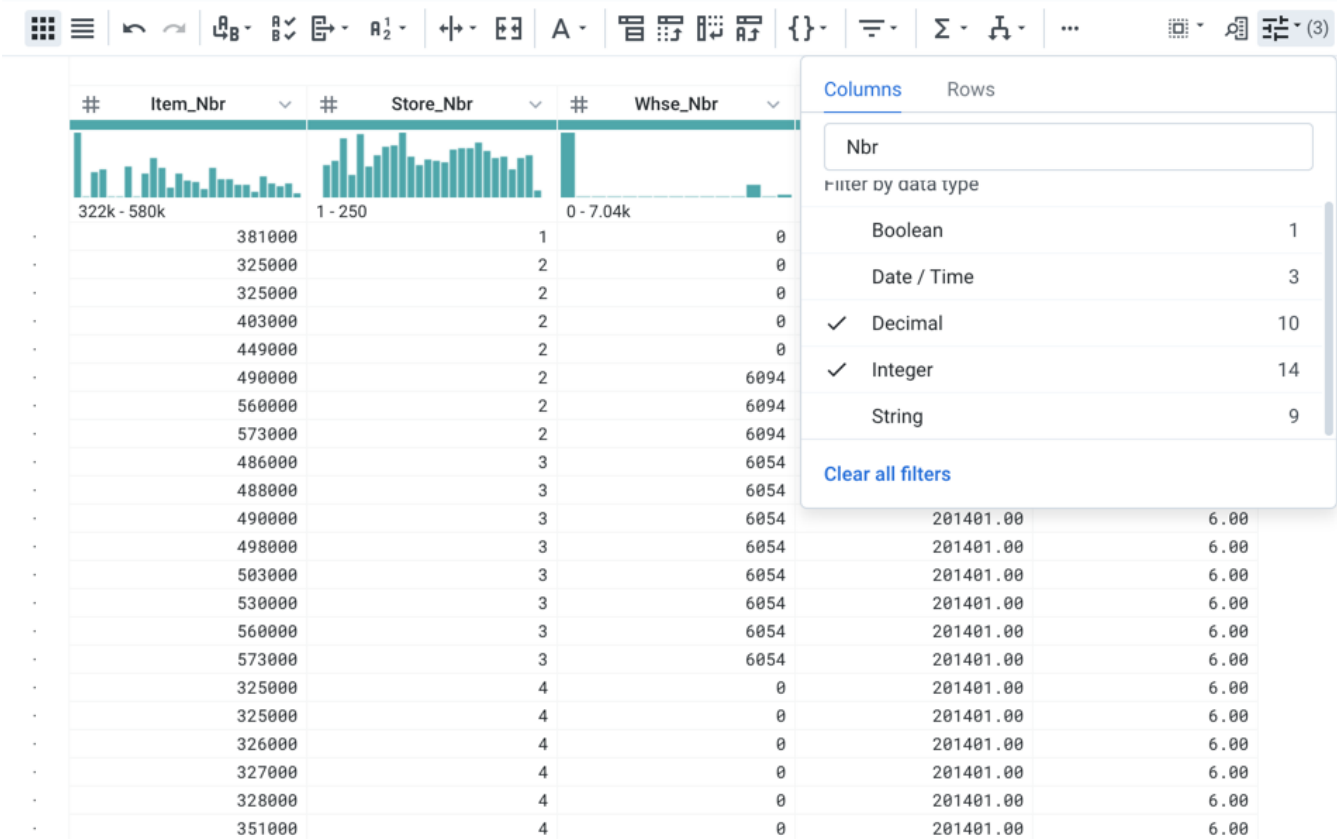 (3)
Columns Rows
Nbr
Filter by data type
Boolean 1
Date / Time 3
Decimal 10
Integer 14
String 9
Clear all filters
Item_Nbr Store_Nbr Whse_Nbr
322k - 580k 1 - 250 0 - 7.04k
381000 1 0
325000 2 0
325000 2 0
403000 2 0
449000 2 0
490000 2 6094
560000 2 6094
573000 2 6094
486000 3 6054
488000 3 6054
490000 3 6054 201401.00 6.00
498000 3 6054 201401.00 6.00
503000 3 6054 201401.00 6.00
530000 3 6054 201401.00 6.00
560000 3 6054 201401.00 6.00
573000 3 6054 201401.00 6.00
325000 4 0 201401.00 6.00
325000 4 0 201401.00 6.00
326000 4 0 201401.00 6.00
327000 4 0 201401.00 6.00
328000 4 0 201401.00 6.00
351000 4 0 201401.00 6.00